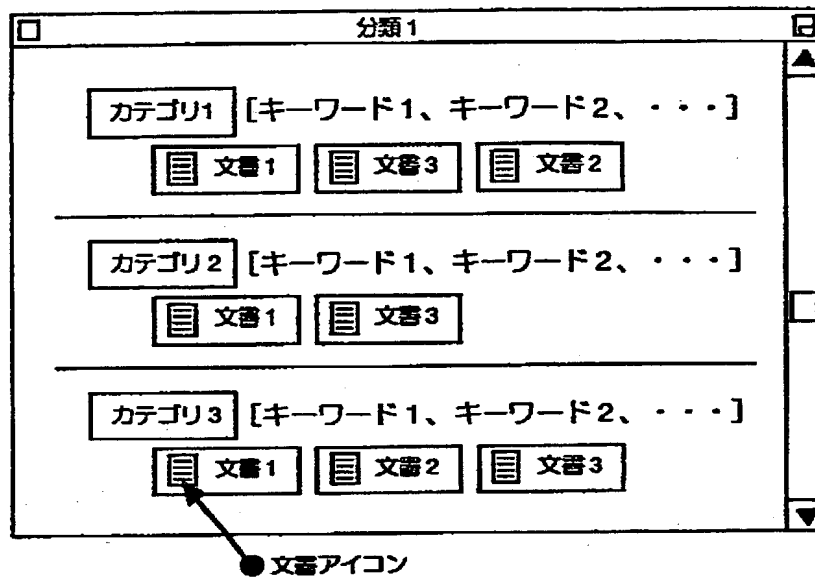 分類1
カテゴリ1 [キーワード1、キーワード2、・・・]
文書1 文書3 文書2
カテゴリ2 [キーワード1、キーワード2、・・・]
文書1 文書3
カテゴリ3 [キーワード1、キーワード2、・・・]
文書1 文書2 文書3
文書アイコン